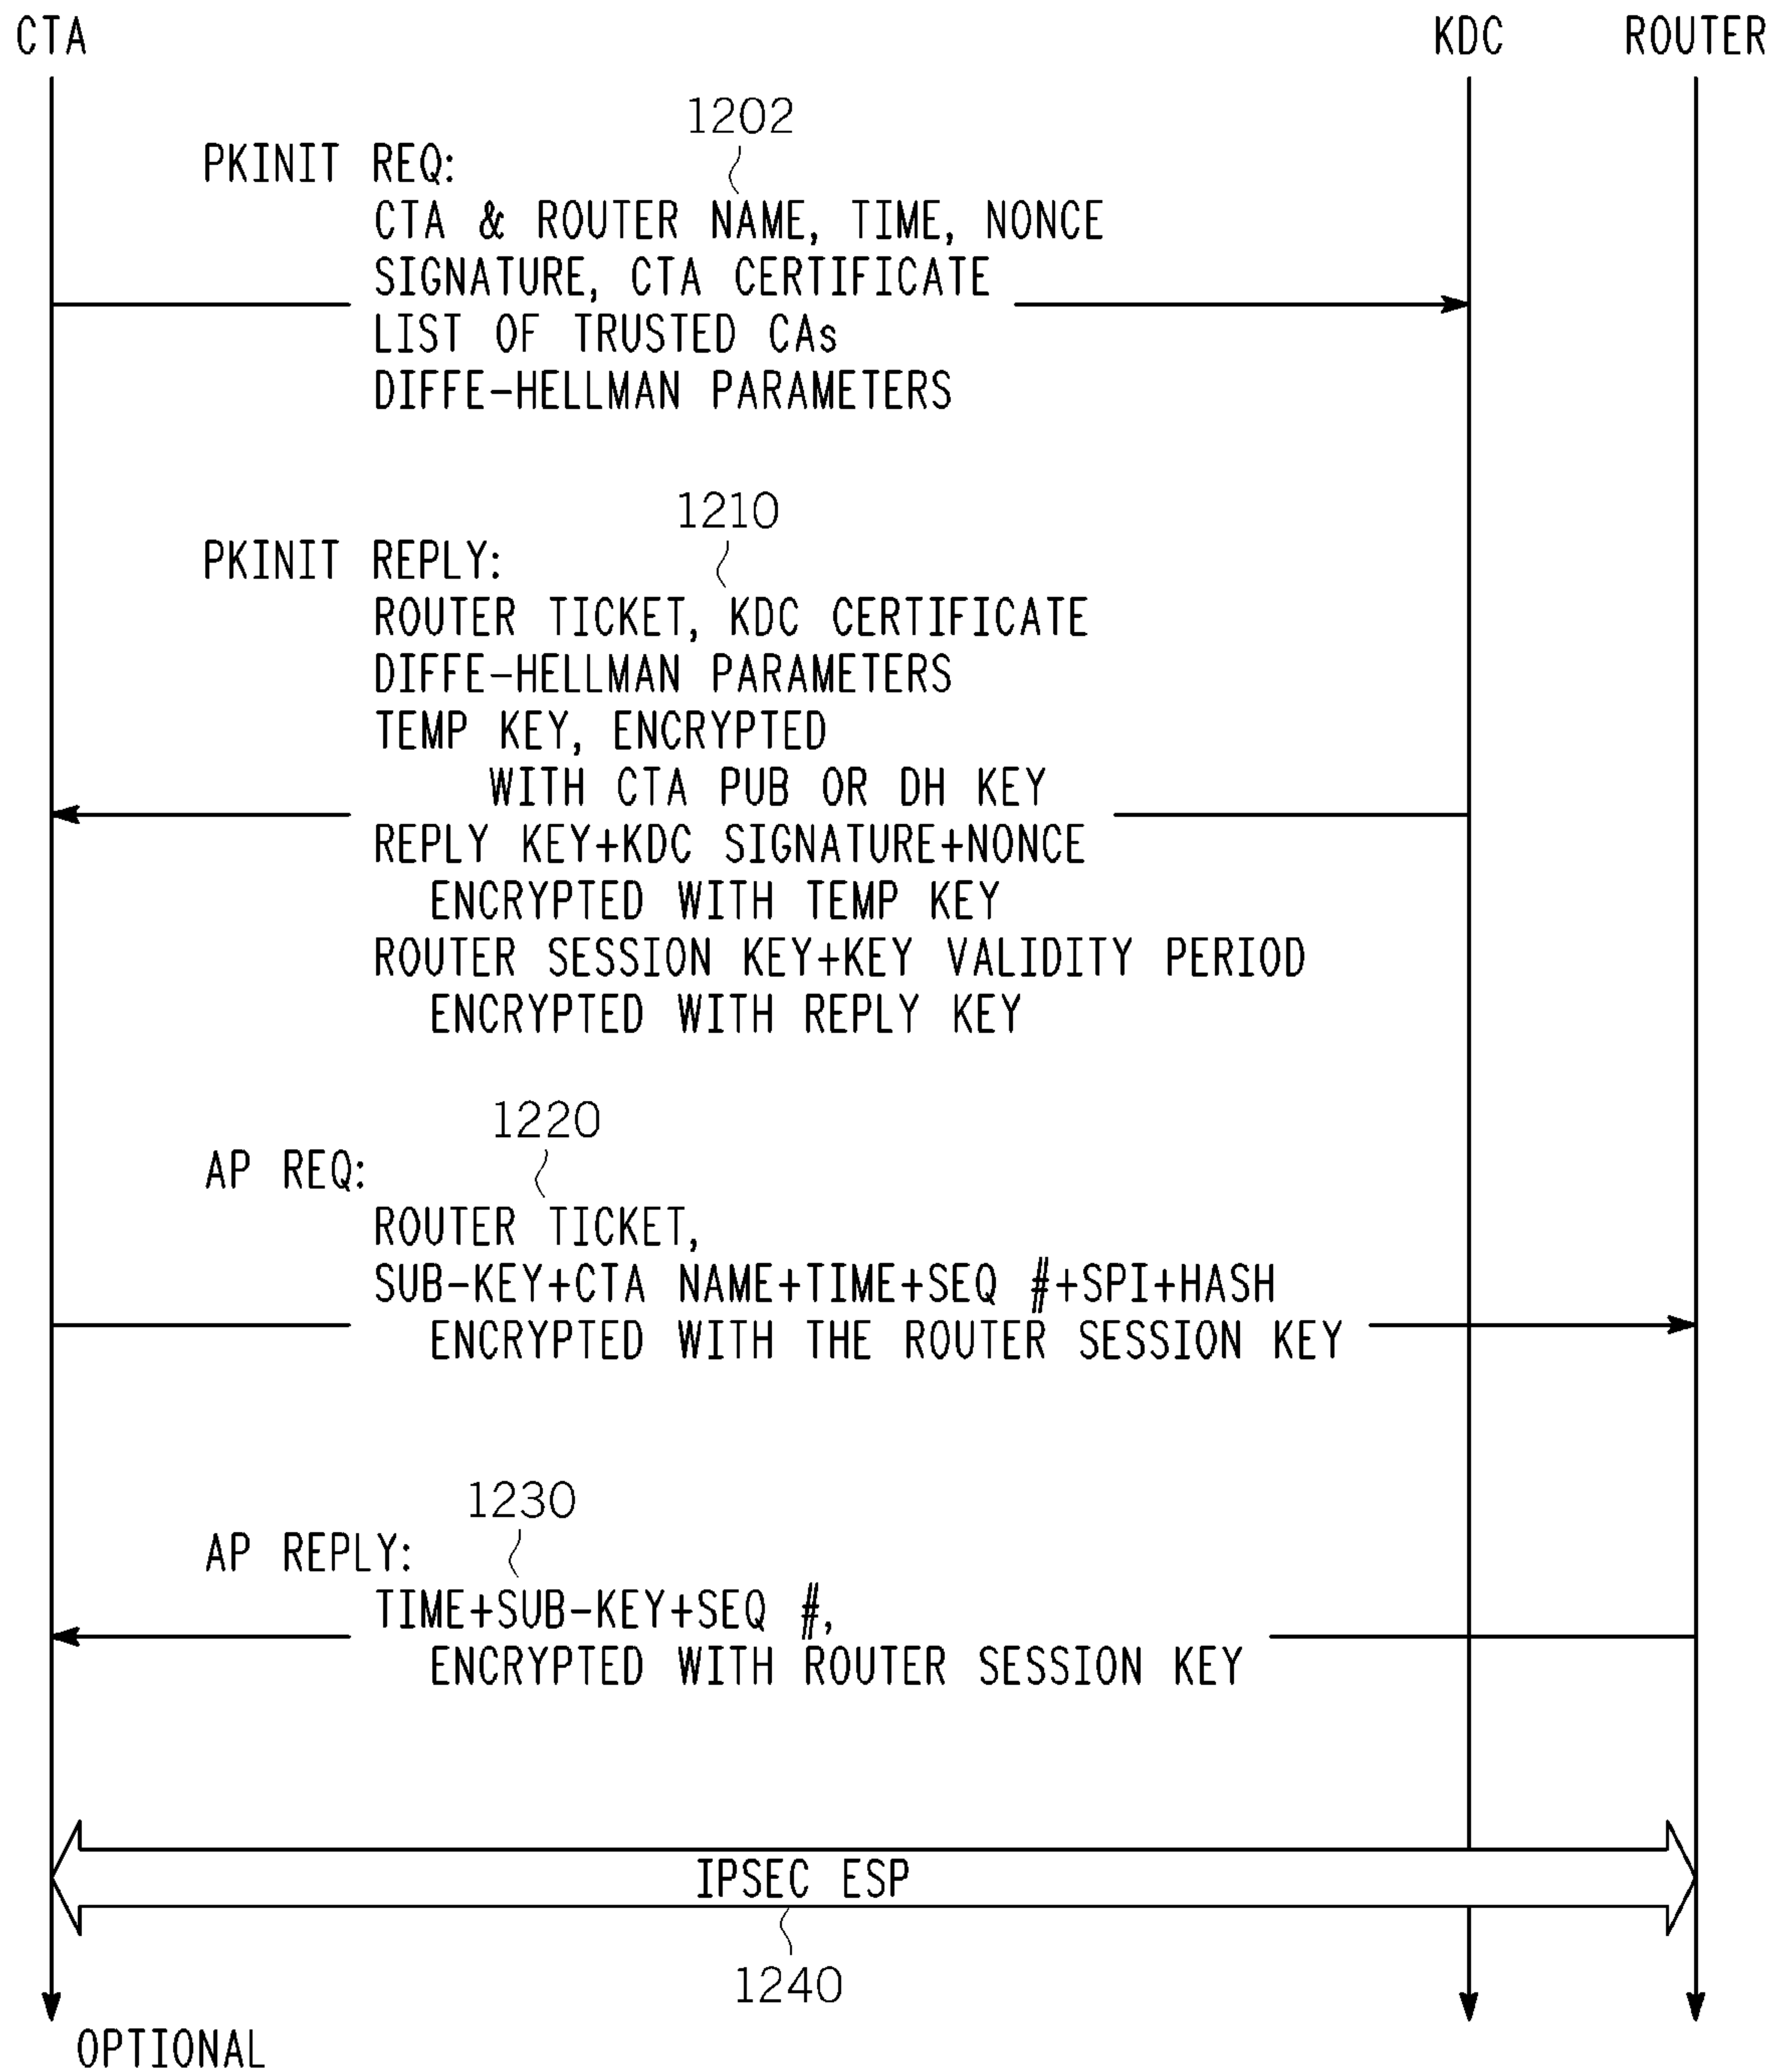 CTA KDC ROUTER
1202
PKINIT REQ:
CTA & ROUTER NAME, TIME, NONCE
SIGNATURE, CTA CERTIFICATE
LIST OF TRUSTED CAs
DIFFE-HELLMAN PARAMETERS
1210
PKINIT REPLY:
ROUTER TICKET, KDC CERTIFICATE
DIFFE-HELLMAN PARAMETERS
TEMP KEY, ENCRYPTED
WITH CTA PUB OR DH KEY
REPLY KEY+KDC SIGNATURE+NONCE
ENCRYPTED WITH TEMP KEY
ROUTER SESSION KEY+KEY VALIDITY PERIOD
ENCRYPTED WITH REPLY KEY
1220
AP REQ:
ROUTER TICKET,
SUB-KEY+CTA NAME+TIME+SEQ #+SPI+HASH
ENCRYPTED WITH THE ROUTER SESSION KEY
1230
AP REPLY:
TIME+SUB-KEY+SEQ #,
ENCRYPTED WITH ROUTER SESSION KEY
IPSEC ESP
1240
OPTIONAL